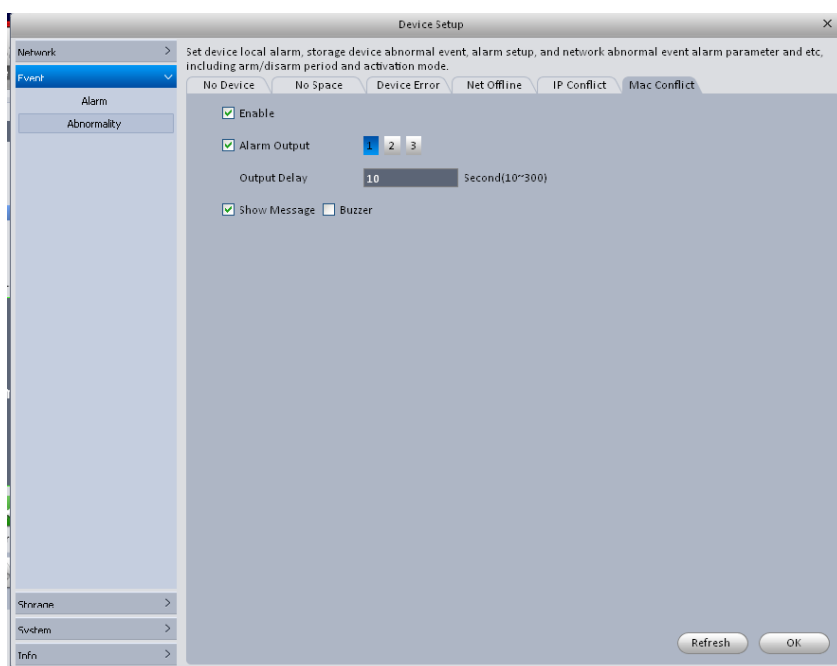 Device Setup
Network
Set device local alarm, storage device abnormal event, alarm setup, and network abnormal event alarm parameter and etc,
including arm/disarm period and activation mode.
Event
No Device
No Space
Device Error
Net Offline
IP Conflict
Mac Conflict
Alarm
Abnormality
Enable
Alarm Output
1 2 3
Output Delay
10
Second(10~300)
Show Message
Buzzer
Storage
System
Info
Refresh
OK